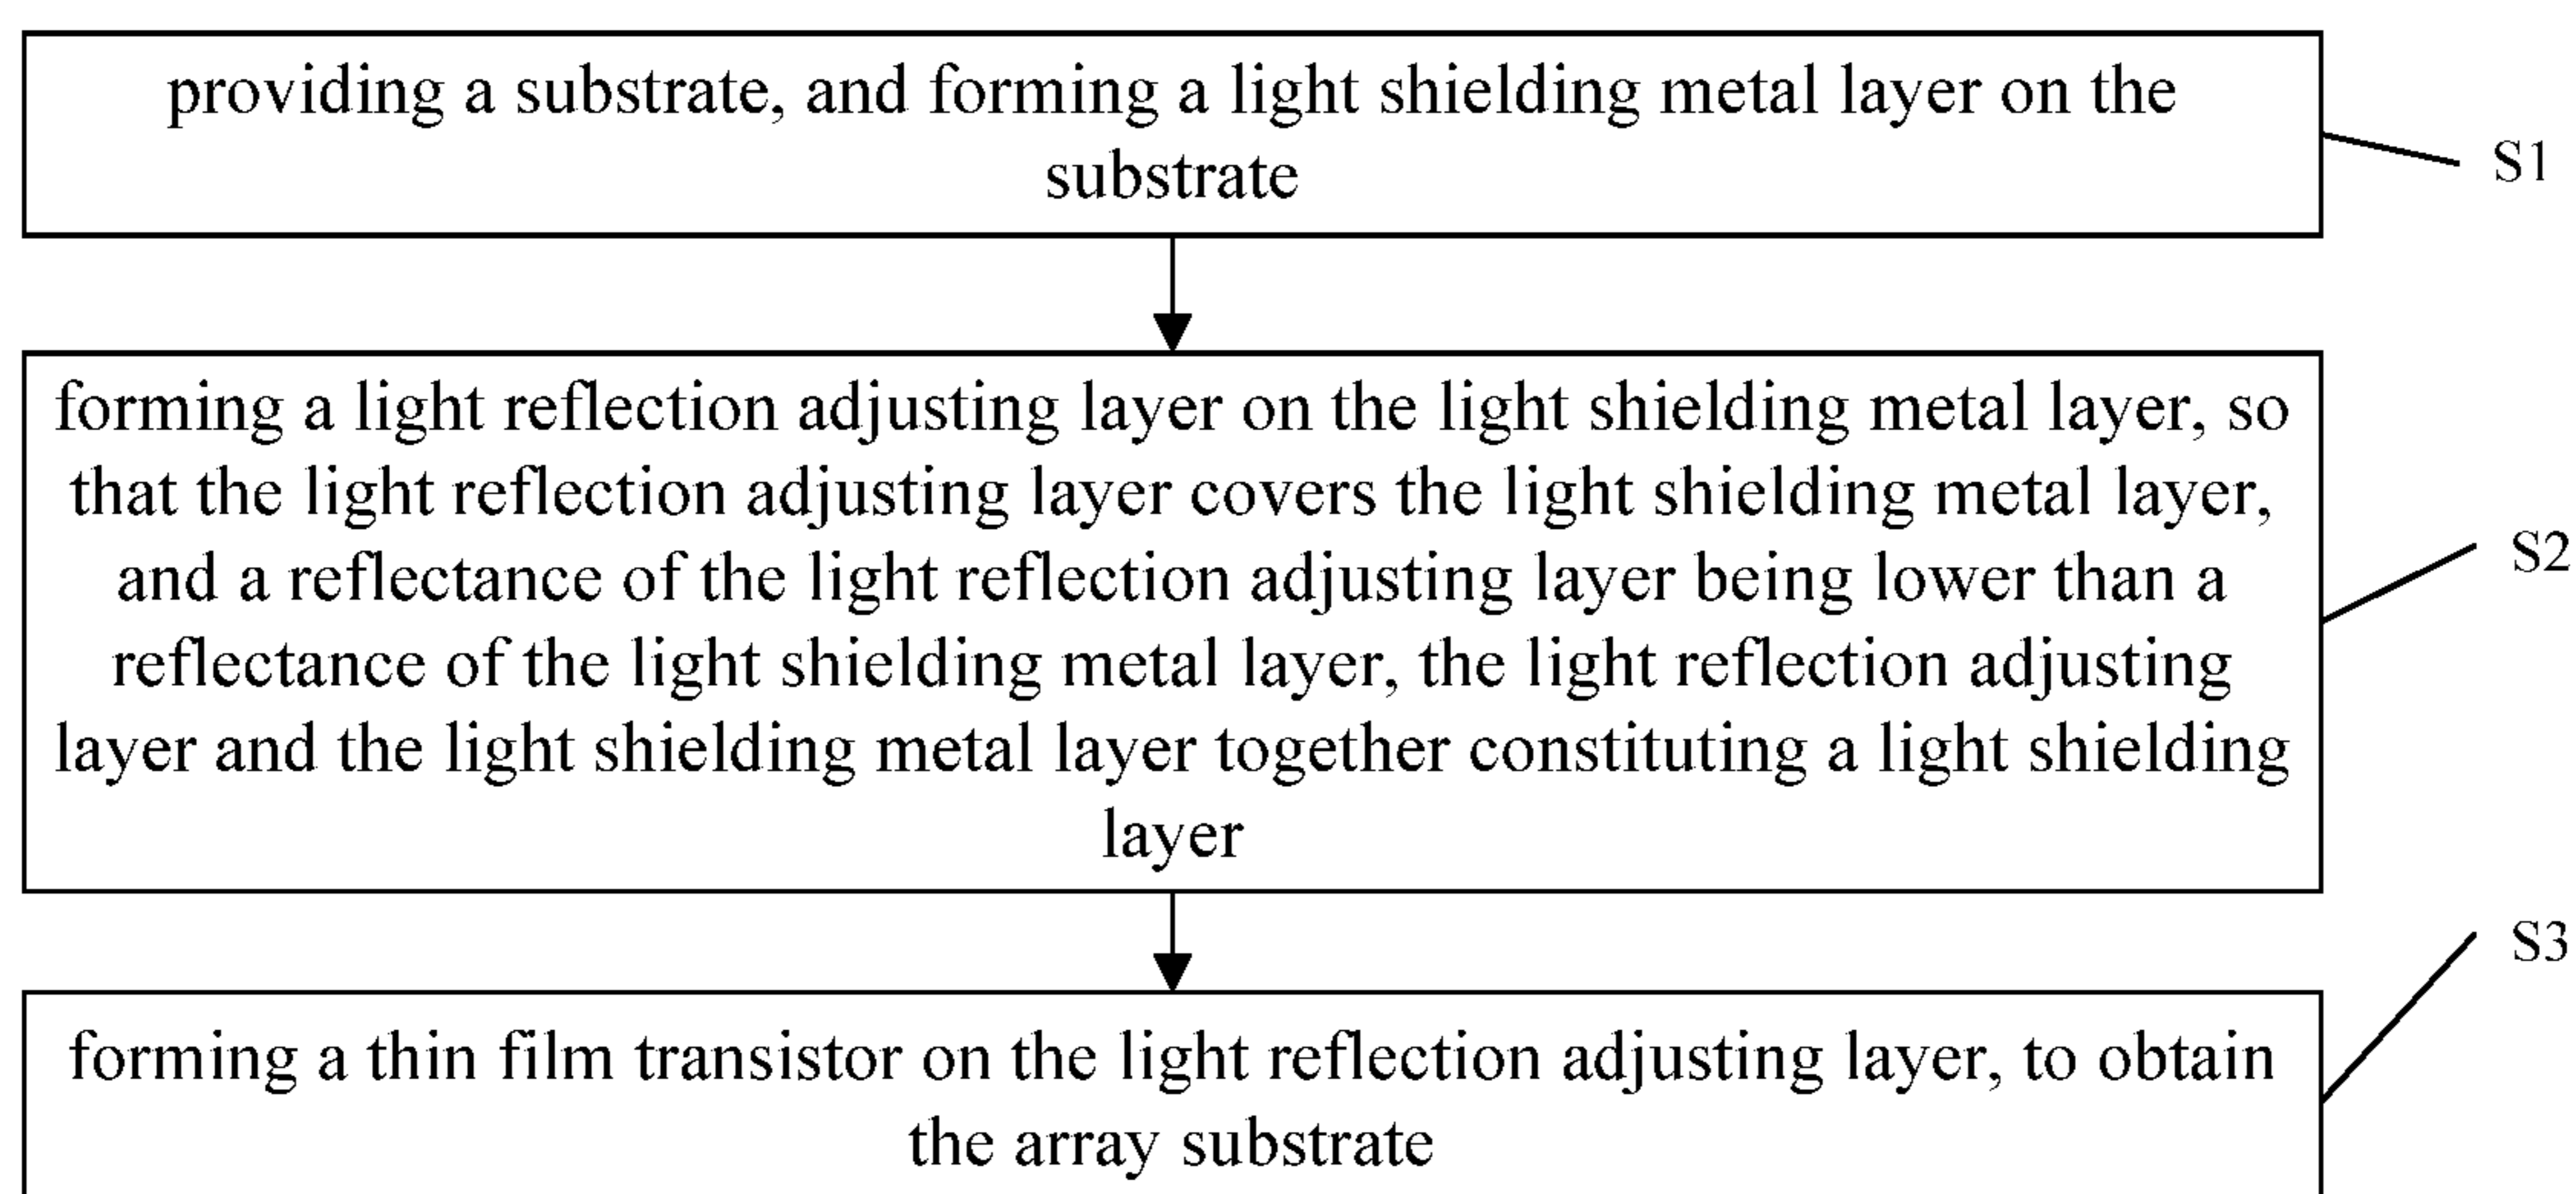 providing a substrate, and forming a light shielding metal layer on the
substrate
S1
forming a light reflection adjusting layer on the light shielding metal layer, so
that the light reflection adjusting layer covers the light shielding metal layer,
and a reflectance of the light reflection adjusting layer being lower than a
reflectance of the light shielding metal layer, the light reflection adjusting
layer and the light shielding metal layer together constituting a light shielding
layer
S2
forming a thin film transistor on the light reflection adjusting layer, to obtain
the array substrate
S3